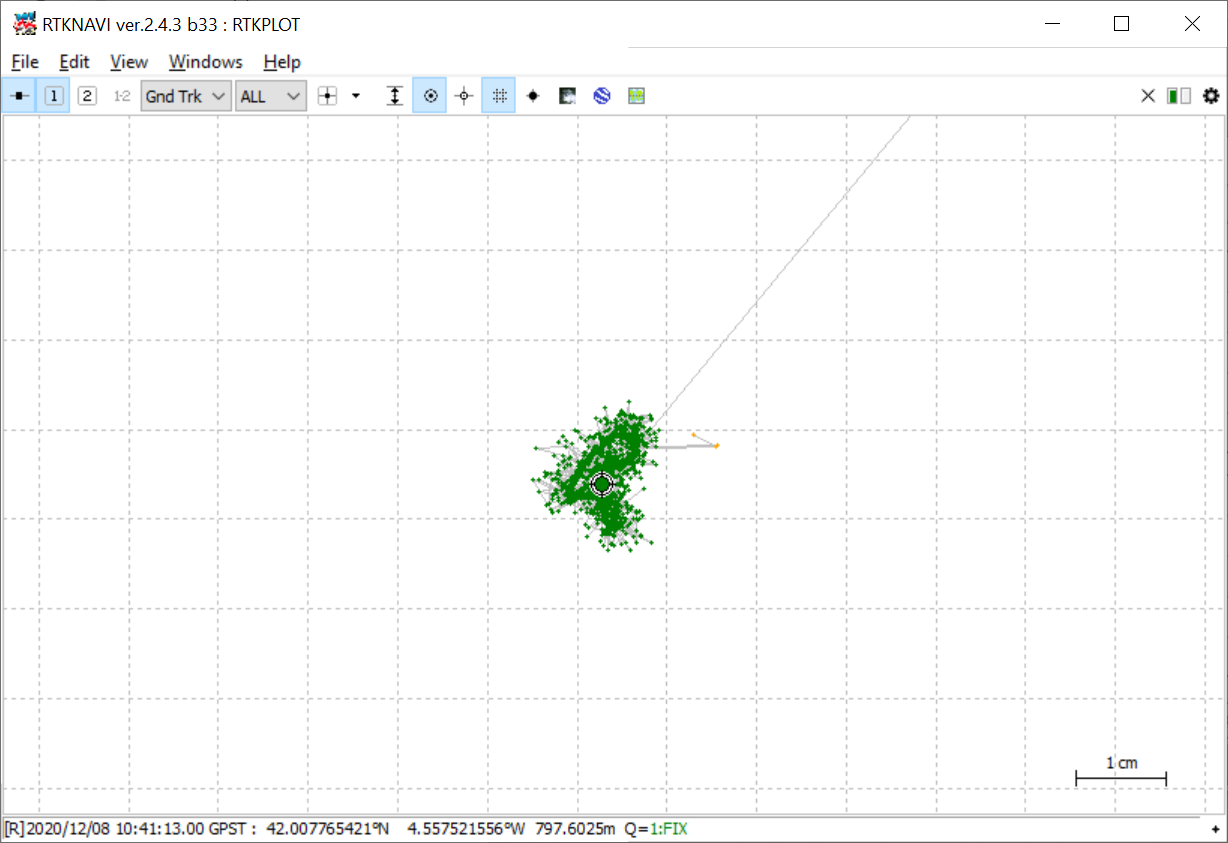 RTKNAVI ver.2.4.3 b33 : RTKPLOT
File Edit View Windows Help
1 2 1-2 Gnd Trk ALL
1 cm
[R]2020/12/08 10:41:13.00 GPST : 42.007765421°N 4.557521556°W 797.6025m Q=1:FIX